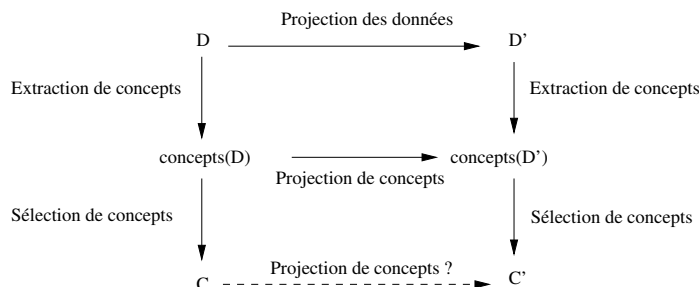 Projection des données
D
D’
Extraction de concepts
Extraction de concepts
concepts(D)
concepts(D’)
Projection de concepts
Sélection de concepts
Sélection de concepts
Projection de concepts ?
C
C’